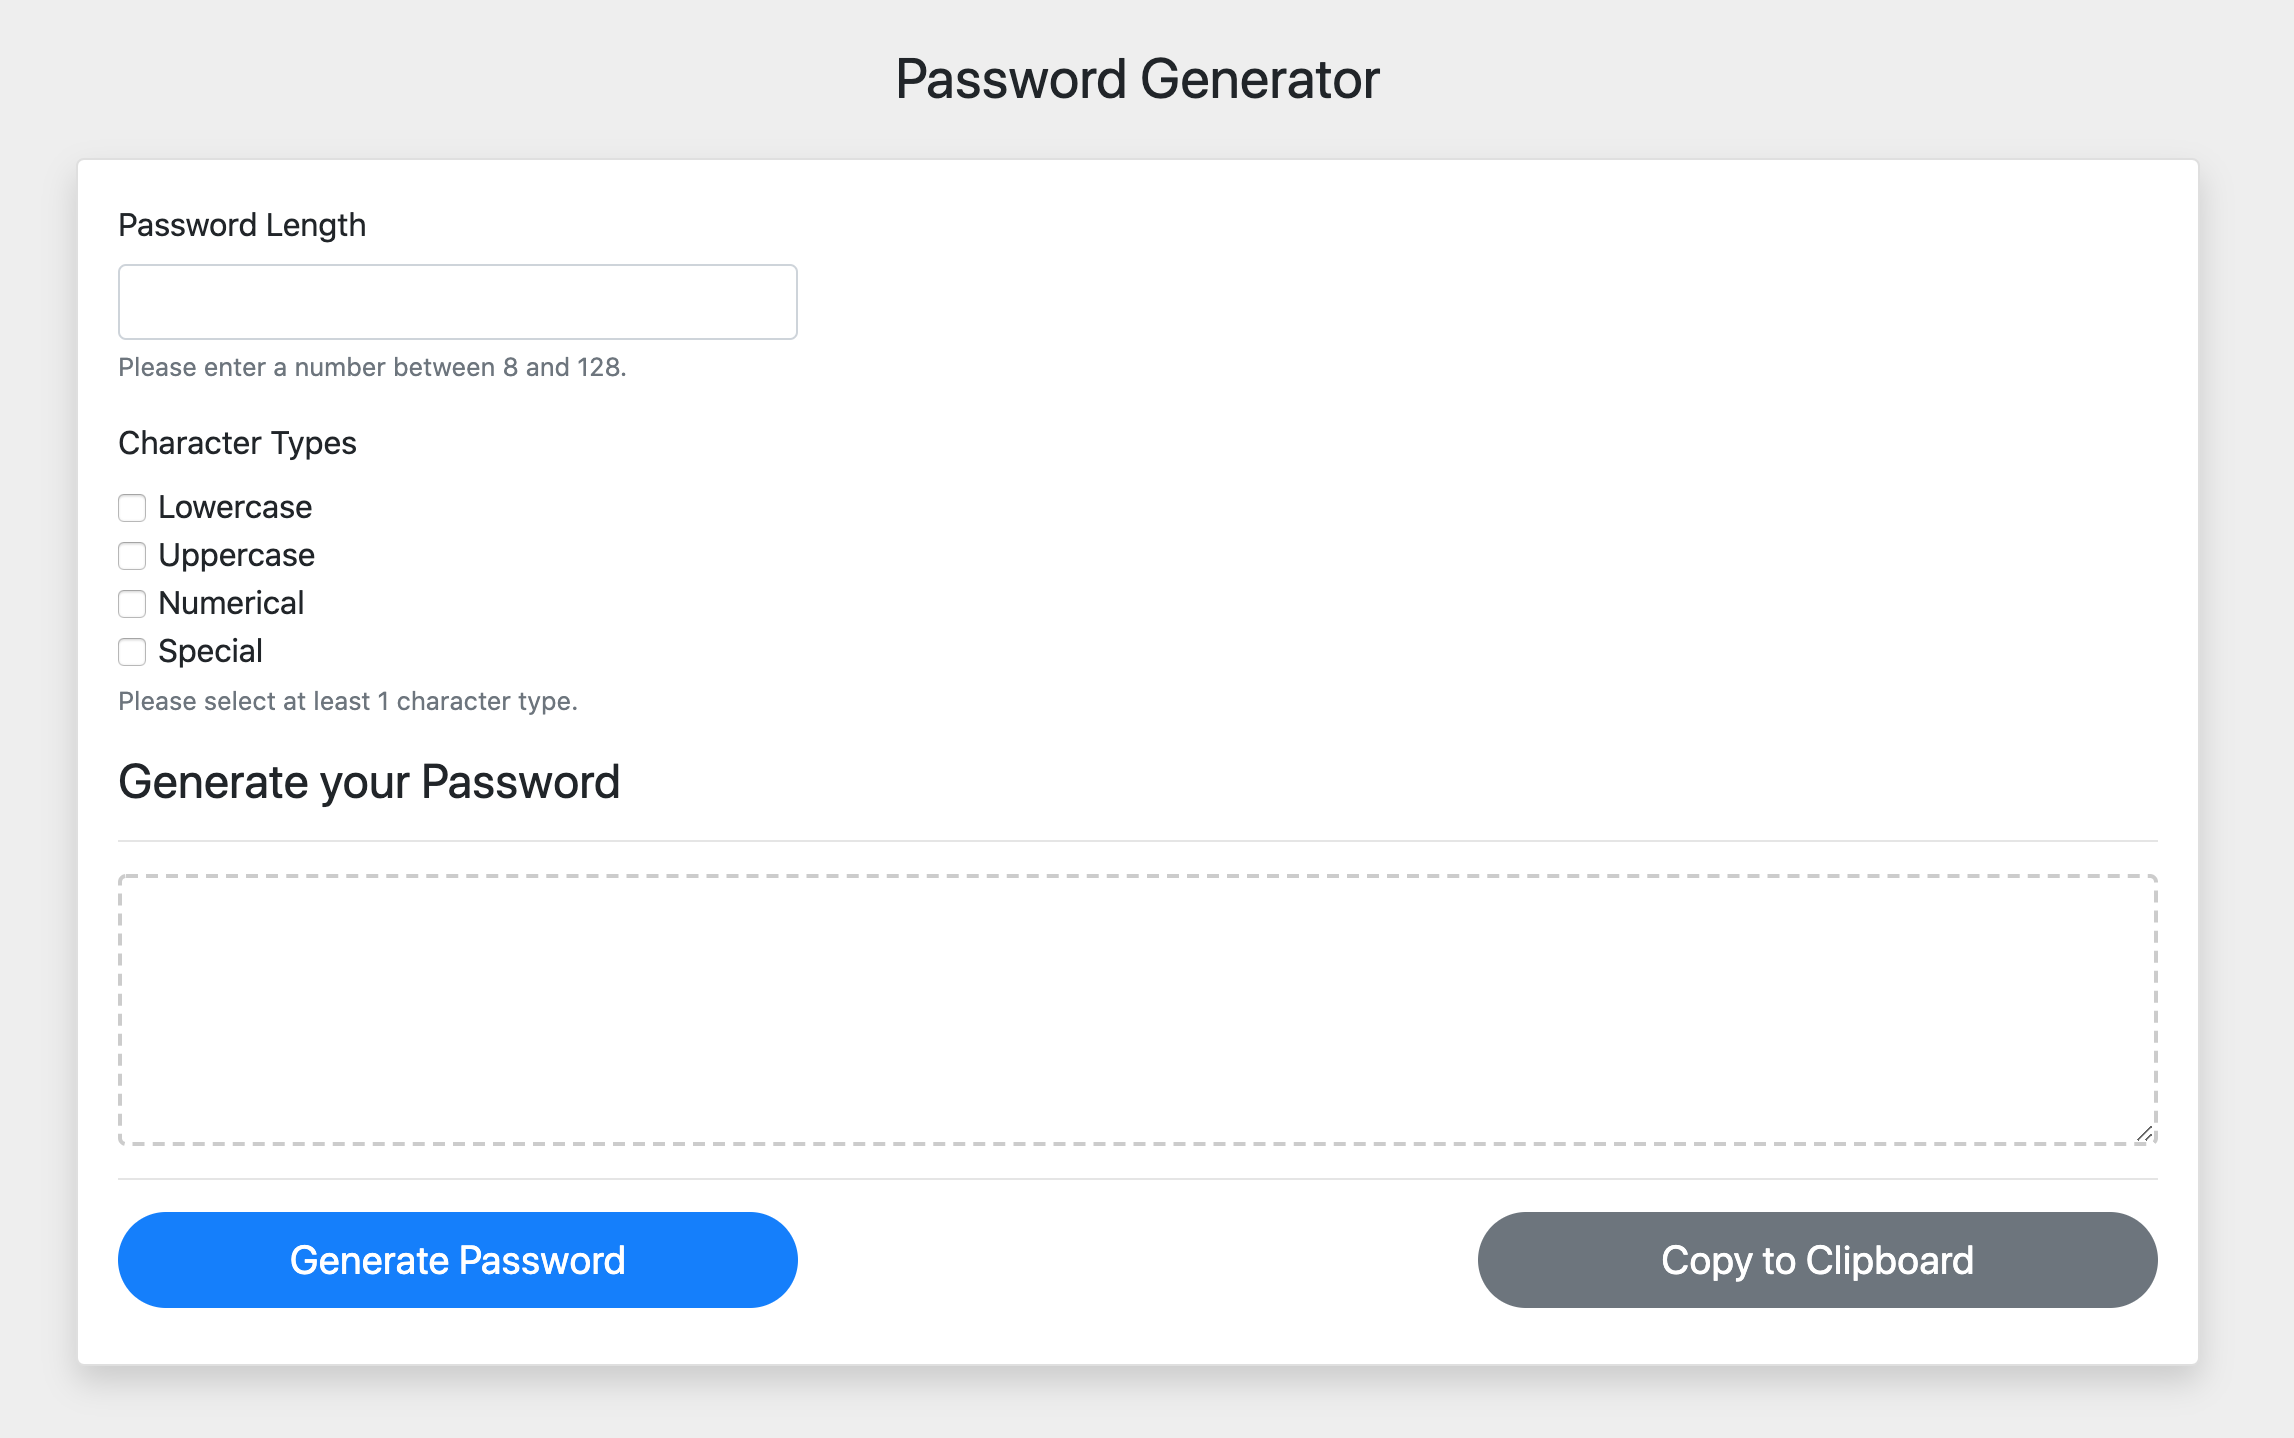 Password Generator
Password Length
Please enter a number between 8 and 128.
Character Types
Lowercase
Uppercase
Numerical
Special
Please select at least 1 character type.
Generate your Password
Generate Password
Copy to Clipboard